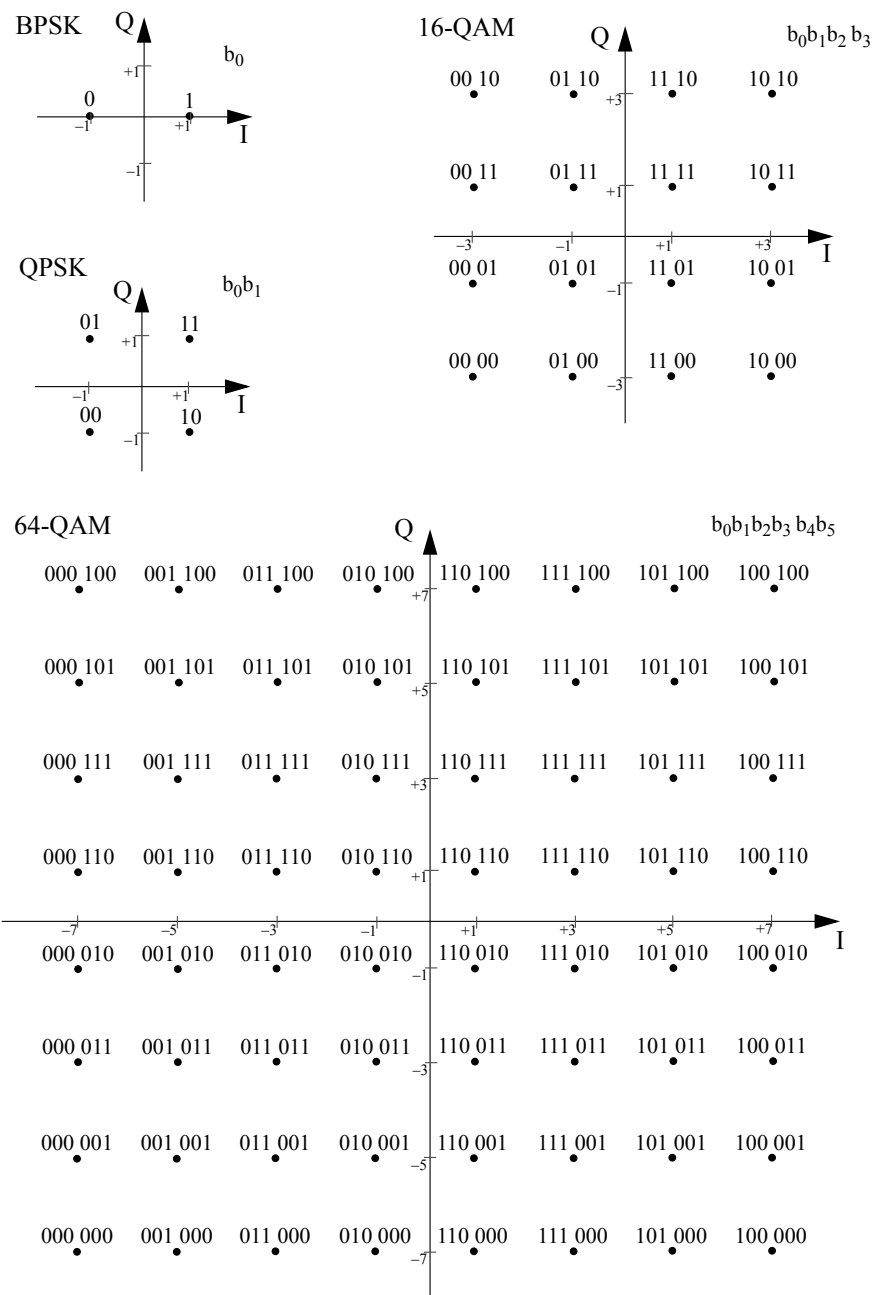 BPSK
Q
b0
+1
0 1
–1 +1
I
–1
16-QAM
Q
b0b1b2 b3
00 10 01 10 11 10 10 10
+3
00 11 01 11 11 11 10 11
+1
–3 –1 +1 +3
I
00 01 01 01 11 01 10 01
–1
00 00 01 00 11 00 10 00
–3
QPSK
Q
b0b1
01 11
+1
–1 +1
I
00 10
–1
64-QAM
Q
b0b1b2b3 b4b5
000 100 001 100 011 100 010 100 110 100 111 100 101 100 100 100
+7
000 101 001 101 011 101 010 101 110 101 111 101 101 101 100 101
+5
000 111 001 111 011 111 010 111 110 111 111 111 101 111 100 111
+3
000 110 001 110 011 110 010 110 110 110 111 110 101 110 100 110
+1
–7 –5 –3 –1 +1 +3 +5 +7
I
000 010 001 010 011 010 010 010 110 010 111 010 101 010 100 010
–1
000 011 001 011 011 011 010 011 110 011 111 011 101 011 100 011
–3
000 001 001 001 011 001 010 001 110 001 111 001 101 001 100 001
–5
000 000 001 000 011 000 010 000 110 000 111 000 101 000 100 000
–7